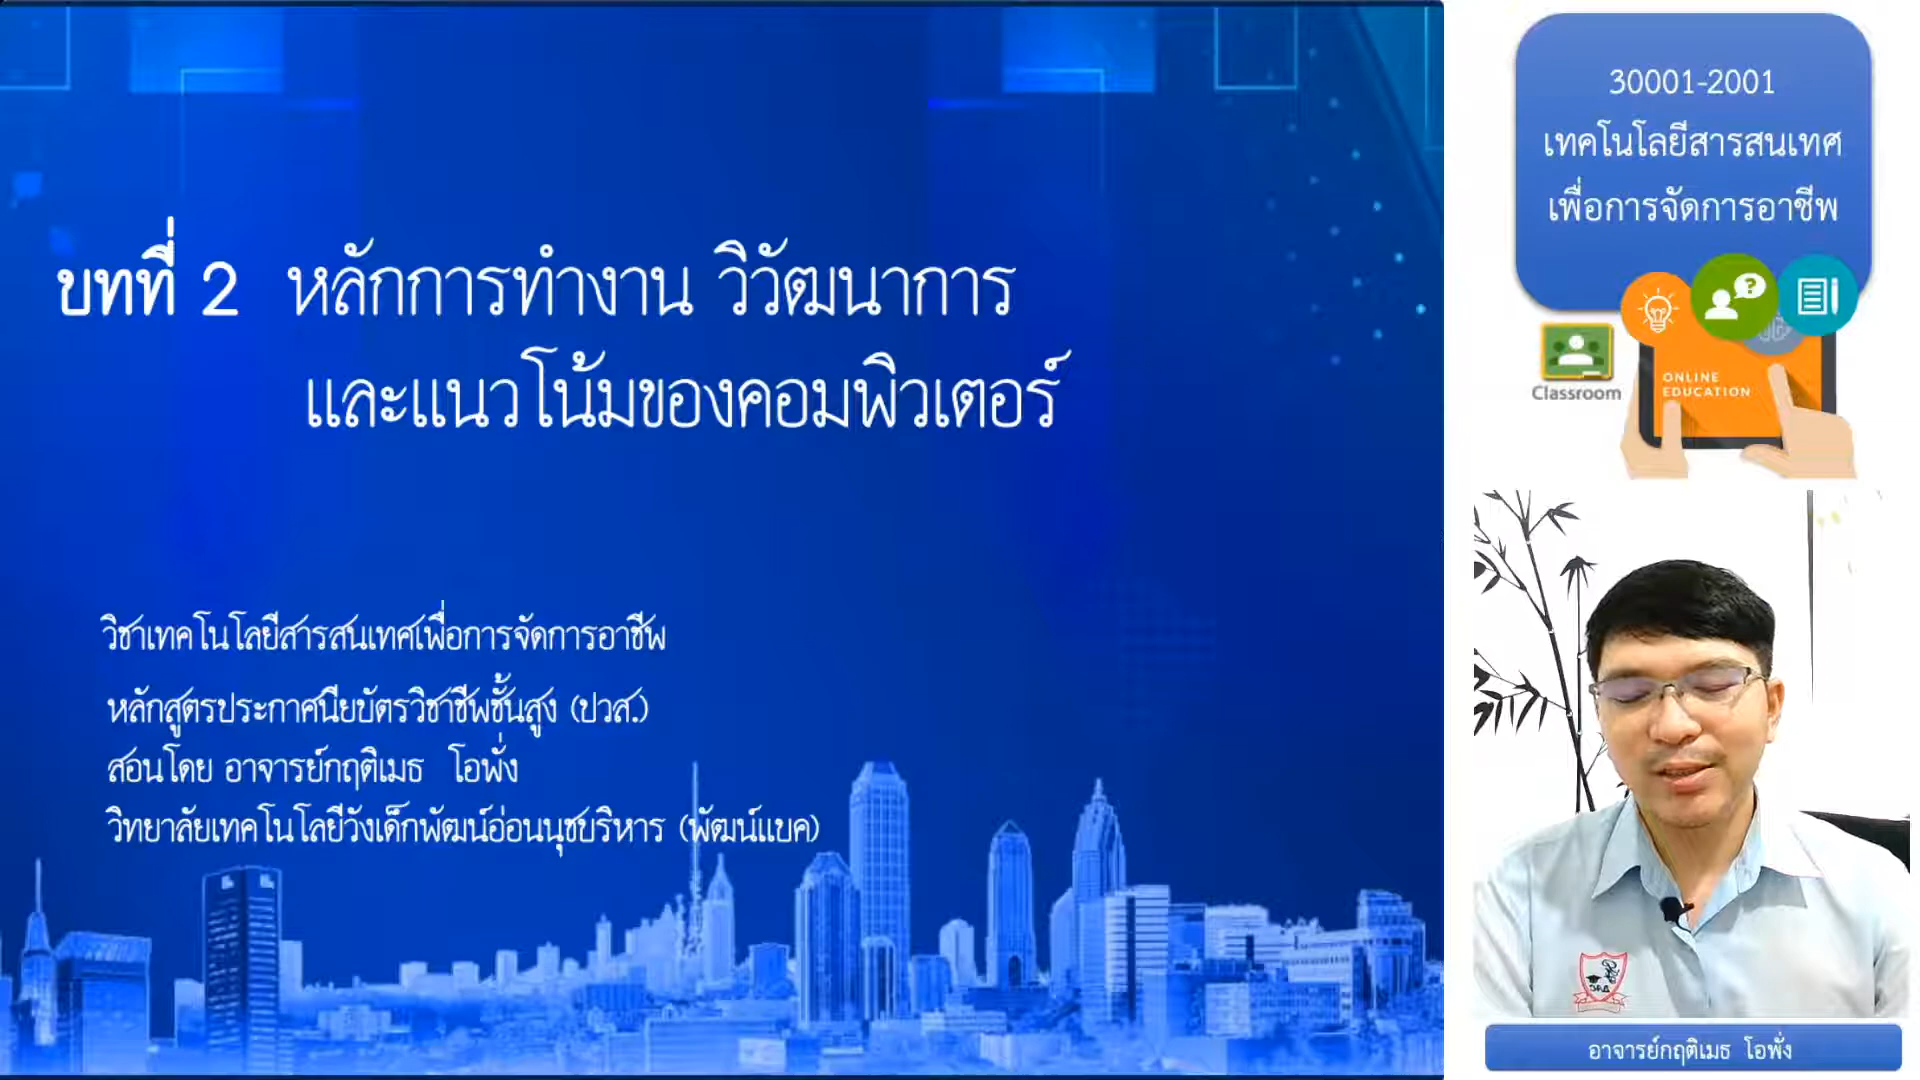 บทที่ 2 หลักการทำงาน วิวัฒนาการ
และแนวโน้มของคอมพิวเตอร์
วิชาเทคโนโลยีสารสนเทศเพื่อการจัดการอาชีพ
หลักสูตรประกาศนียบัตรวิชาชีพชั้นสูง (ปวส.)
สอนโดย อาจารย์กฤติเมธ โอพั่ง
วิทยาลัยเทคโนโลยีวังเด็กพัฒน์อ่อนนุชบริหาร (พัฒน์แบค)
30001-2001
เทคโนโลยีสารสนเทศ
เพื่อการจัดการอาชีพ
Classroom
ONLINE
EDUCATION
อาจารย์กฤติเมธ โอพั่ง